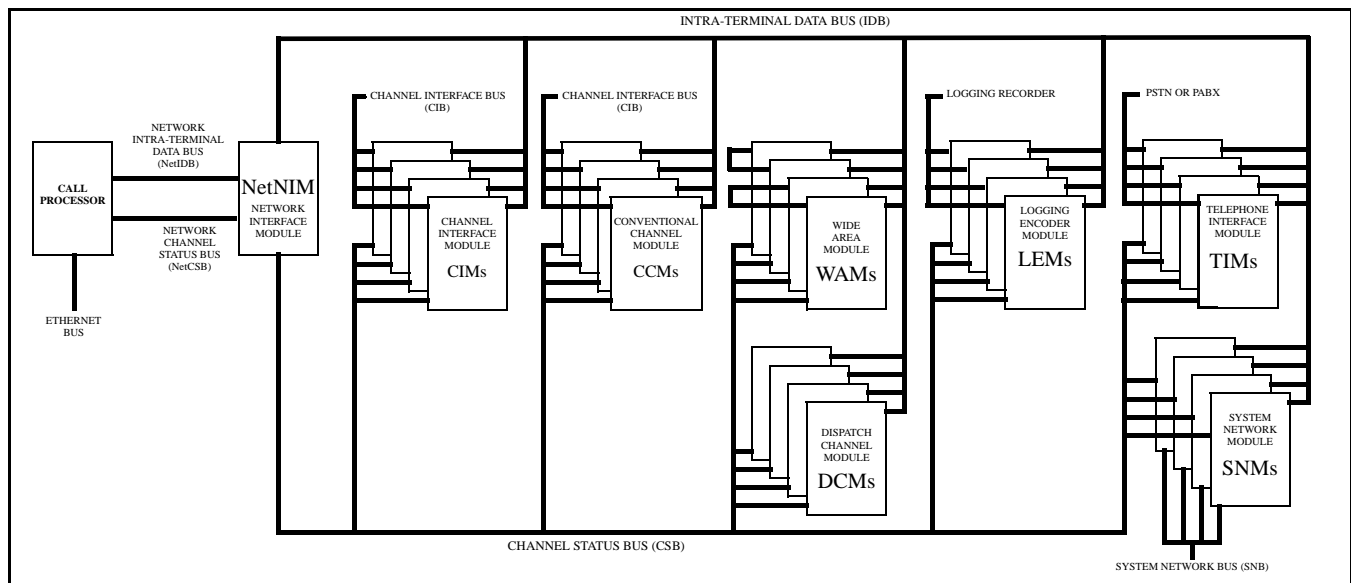 INTRA-TERMINAL DATA BUS (IDB)
CHANNEL INTERFACE BUS
(CIB)
CHANNEL INTERFACE BUS
(CIB)
LOGGING RECORDER
PSTN OR PABX
NETWORK
INTRA-TERMINAL
DATA BUS
(NetIDB)
CALL
PROCESSOR
NetNIM
NETWORK
INTERFACE
MODULE
NETWORK
CHANNEL
STATUS BUS
(NetCSB)
ETHERNET
BUS
CHANNEL
INTERFACE
MODULE
CIMs
CONVENTIONAL
CHANNEL
MODULE
CCMs
WIDE
AREA
MODULE
WAMs
LOGGING
ENCODER
MODULE
LEMs
TELEPHONE
INTERFACE
MODULE
TIMs
DISPATCH
CHANNEL
MODULE
DCMs
SYSTEM
NETWORK
MODULE
SNMs
CHANNEL STATUS BUS (CSB)
SYSTEM NETWORK BUS (SNB)